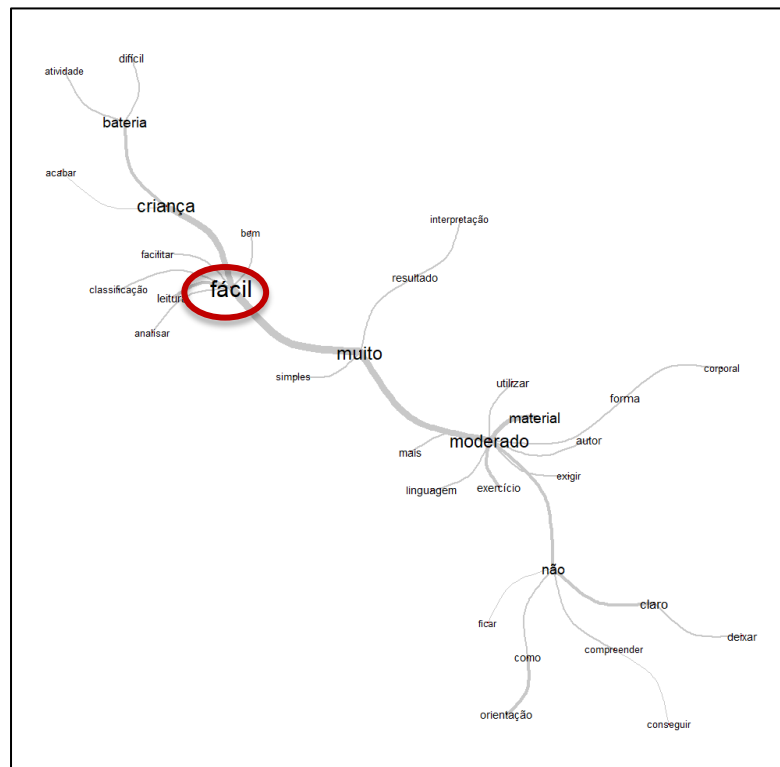 difícil
atividade
bateria
acabar
criança
bem
interpretação
facilitar
resultado
classificação
leitura
fácil
analisar
muito
simples
corporal
utilizar
forma
material
moderado
autor
mais
exigir
linguagem
exercício
não
claro
ficar
deixar
compreender
como
orientação
conseguir